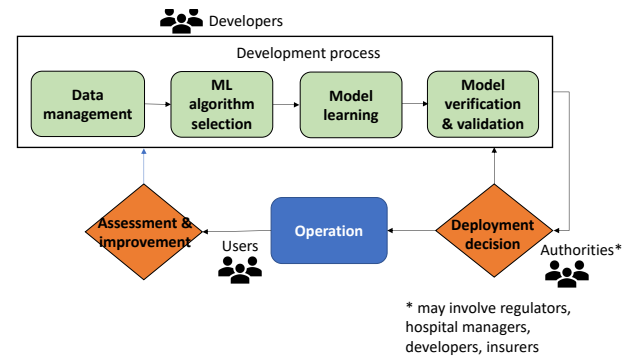 Developers
Development process
Data
management
ML
algorithm
selection
Model
learning
Model
verification
& validation
Assessment &
improvement
Users
Operation
Deployment
decision
Authorities*
* may involve regulators,
hospital managers,
developers, insurers